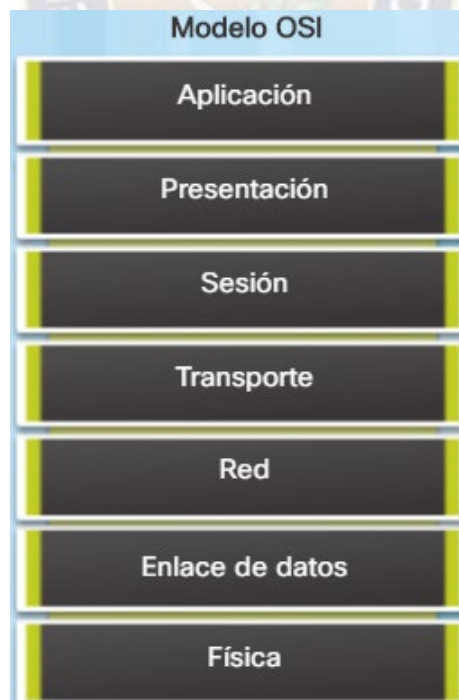 Modelo OSI
Aplicación
Presentación
Sesión
Transporte
Red
Enlace de datos
Física